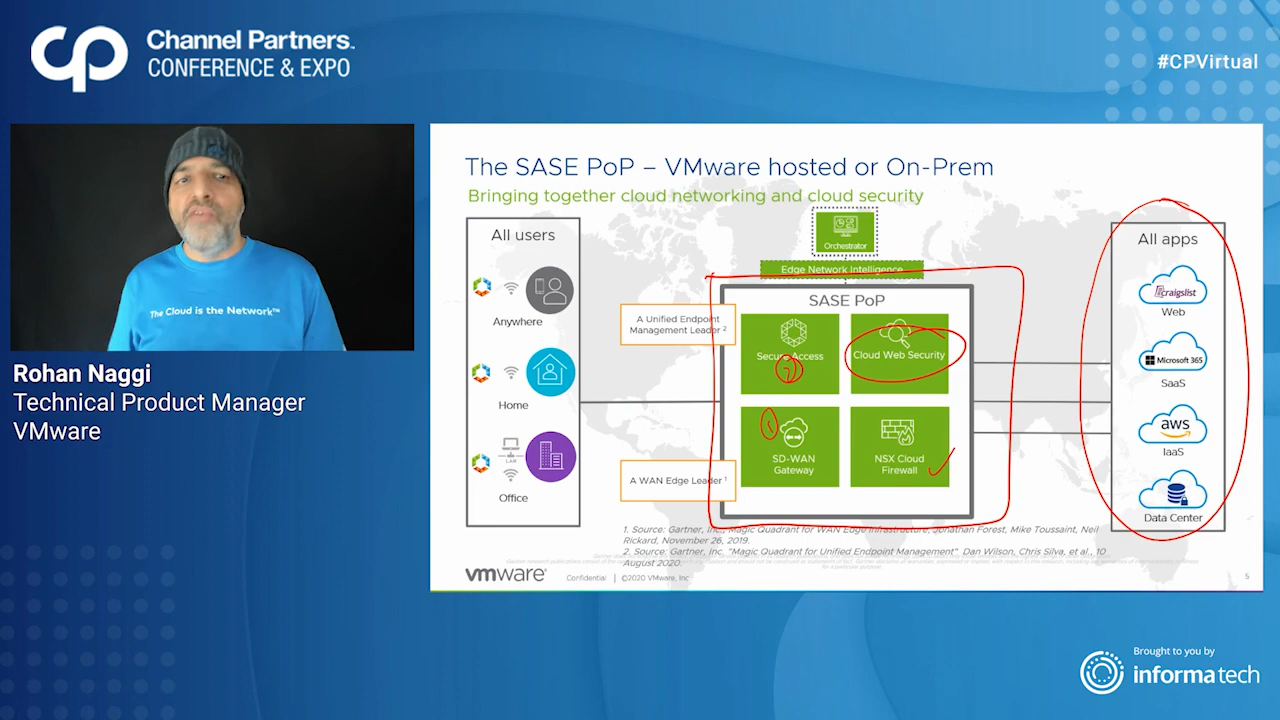 cp Channel Partners™
CONFERENCE & EXPO
#CPVirtual
The Cloud is the Network™
Rohan Naggi
Technical Product Manager
VMware
The SASE PoP – VMware hosted or On-Prem
Bringing together cloud networking and cloud security
All users
Anywhere
Home
LAN
Office
Orchestrator
Edge Network Intelligence
SASE PoP
A Unified Endpoint
Management Leader 2
Secure Access
Cloud Web Security
A WAN Edge Leader 1
SD-WAN
Gateway
NSX Cloud
Firewall
All apps
craigslist
Web
Microsoft 365
SaaS
aws
IaaS
Data Center
1. Source: Gartner, Inc., Magic Quadrant for WAN Edge Infrastructure, Jonathan Forest, Mike Toussaint, Neil
Rickard, November 26, 2019.
2. Source: Gartner, Inc. "Magic Quadrant for Unified Endpoint Management" Dan Wilson, Chris Silva, et al., 10
August 2020.
vmware®
Confidential | ©2020 VMware, Inc
5
Brought to you by
informa tech